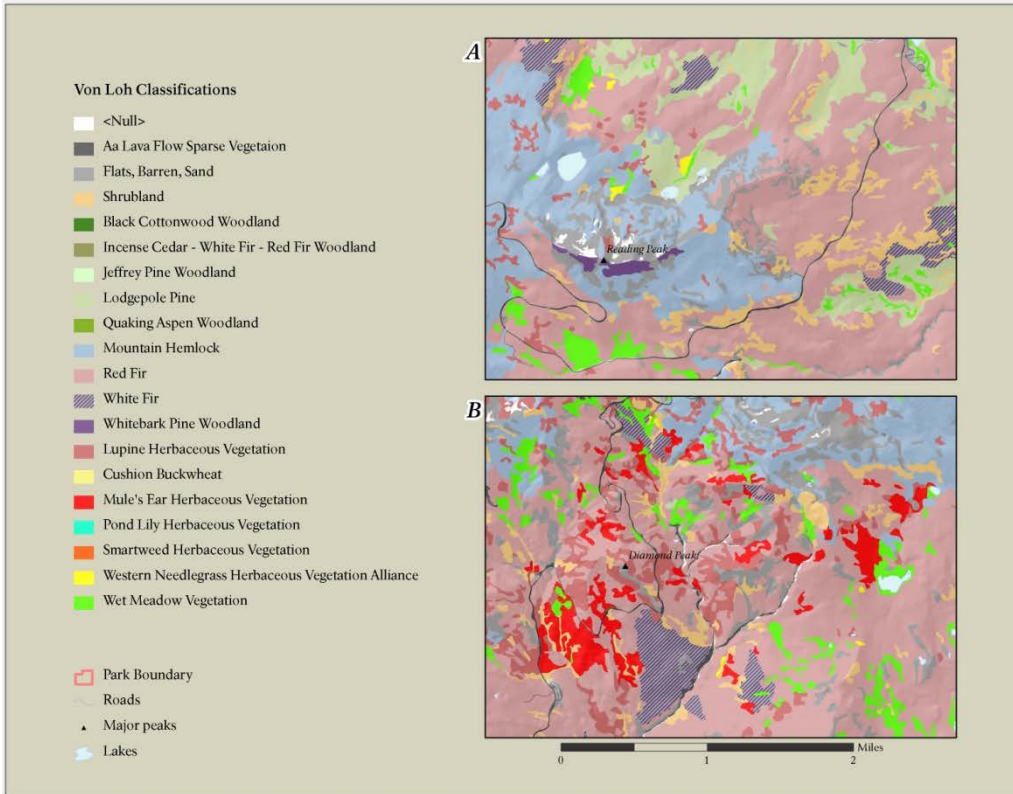 Von Loh Classifications
<Null>
Aa Lava Flow Sparse Vegetaion
Flats, Barren, Sand
Shrubland
Black Cottonwood Woodland
Incense Cedar - White Fir - Red Fir Woodland
Jeffrey Pine Woodland
Lodgepole Pine
Quaking Aspen Woodland
Mountain Hemlock
Red Fir
White Fir
Whitebark Pine Woodland
Lupine Herbaceous Vegetation
Cushion Buckwheat
Mule's Ear Herbaceous Vegetation
Pond Lily Herbaceous Vegetation
Smartweed Herbaceous Vegetation
Western Needlegrass Herbaceous Vegetation Alliance
Wet Meadow Vegetation
Park Boundary
Roads
Major peaks
Lakes
A
Reading Peak
B
Diamond Peak
Miles
0 1 2